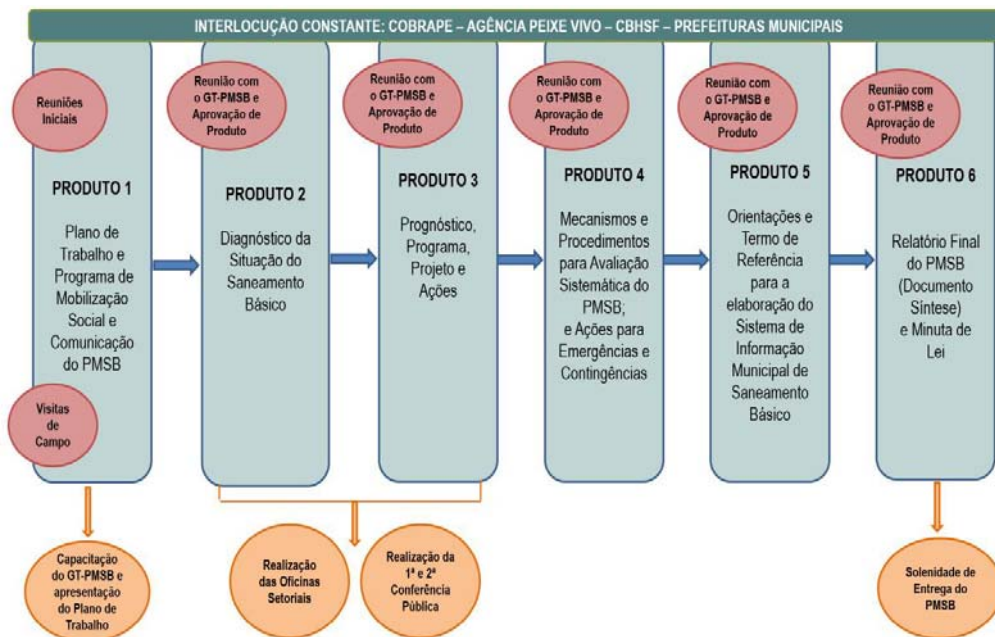 INTERLOCUÇÃO CONSTANTE: COBRAPE – AGÊNCIA PEIXE VIVO – CBHSF – PREFEITURAS MUNICIPAIS
Reuniões
Iniciais
PRODUTO 1
Plano de
Trabalho e
Programa de
Mobilização
Social e
Comunicação
do PMSB
Visitas
de
Campo
Capacitação
do GT-PMSB e
apresentação
do Plano de
Trabalho
Reunião com
o GT-PMSB e
Aprovação de
Produto
PRODUTO 2
Diagnóstico da
Situação do
Saneamento
Básico
Reunião com
o GT-PMSB e
Aprovação de
Produto
PRODUTO 3
Prognóstico,
Programa,
Projeto e
Ações
Realização
das Oficinas
Setoriais
Realização da
1ª e 2ª
Conferência
Pública
Reunião com
o GT-PMSB e
Aprovação de
Produto
PRODUTO 4
Mecanismos e
Procedimentos
para Avaliação
Sistemática do
PMSB;
e Ações para
Emergências e
Contingências
Reunião com
o GT-PMSB e
Aprovação de
Produto
PRODUTO 5
Orientações e
Termo de
Referência
para a
elaboração do
Sistema de
Informação
Municipal de
Saneamento
Básico
Reunião com
o GT-PMSB e
Aprovação de
Produto
PRODUTO 6
Relatório Final
do PMSB
(Documento
Síntese)
e Minuta de
Lei
Solenidade de
Entrega do
PMSB